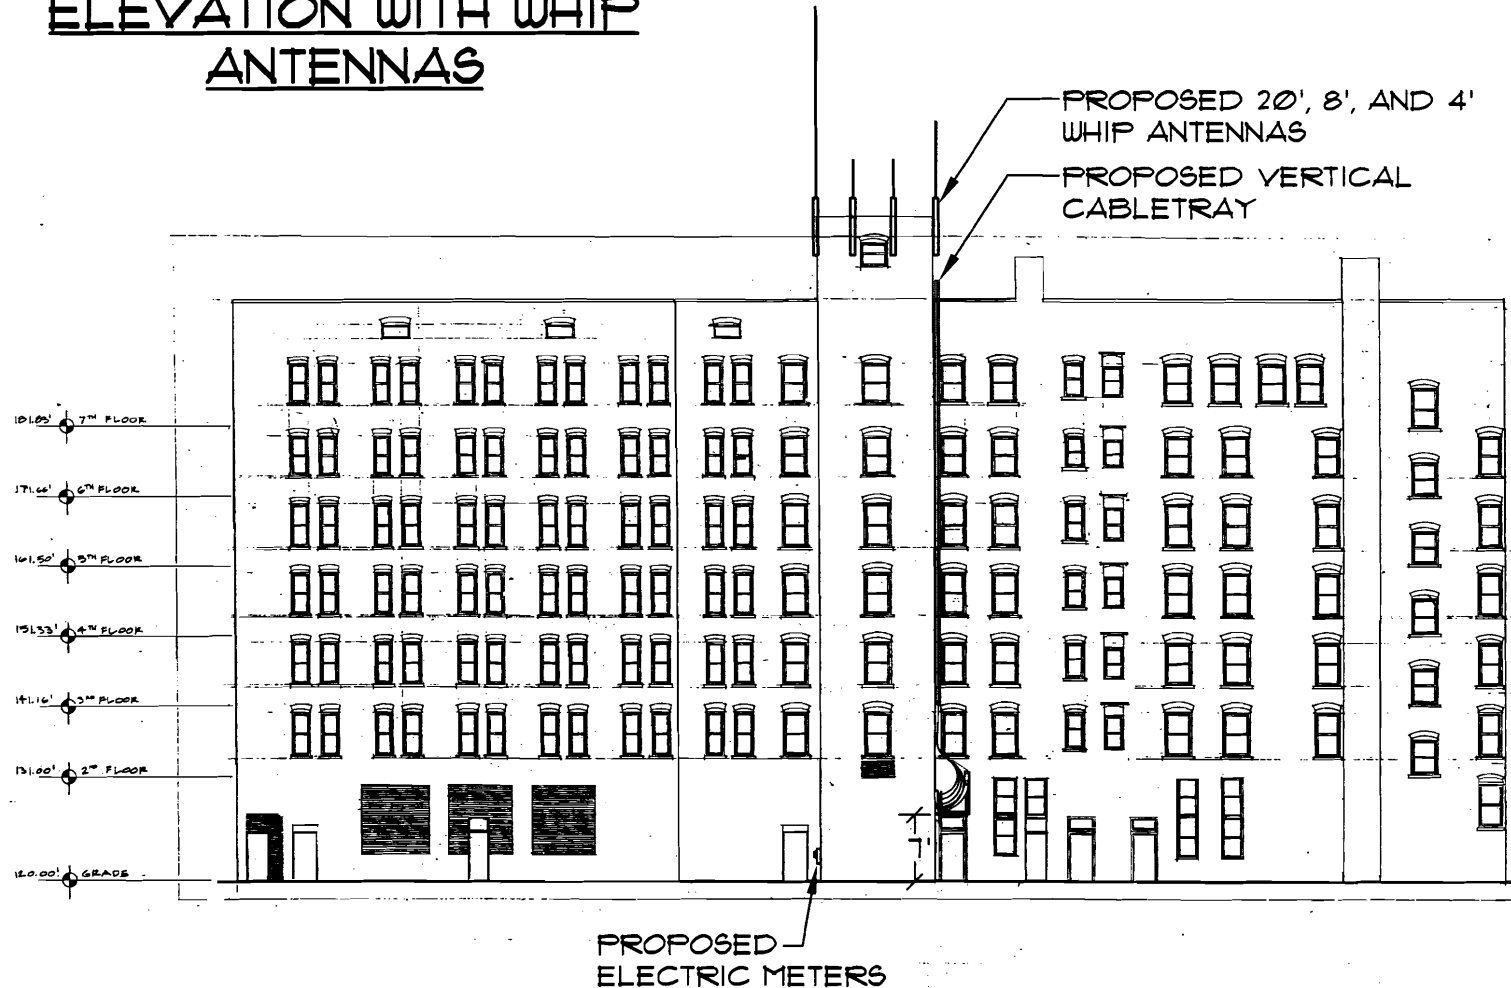 ELEVATION WITH WHIP
ANTENNAS
PROPOSED 20', 8', AND 4'
WHIP ANTENNAS
PROPOSED VERTICAL
CABLETRAY
181.83' 7TH FLOOR
171.66' 6TH FLOOR
161.50' 5TH FLOOR
151.33' 4TH FLOOR
141.16' 3RD FLOOR
131.00' 2ND FLOOR
120.00' GRADE
PROPOSED
ELECTRIC METERS